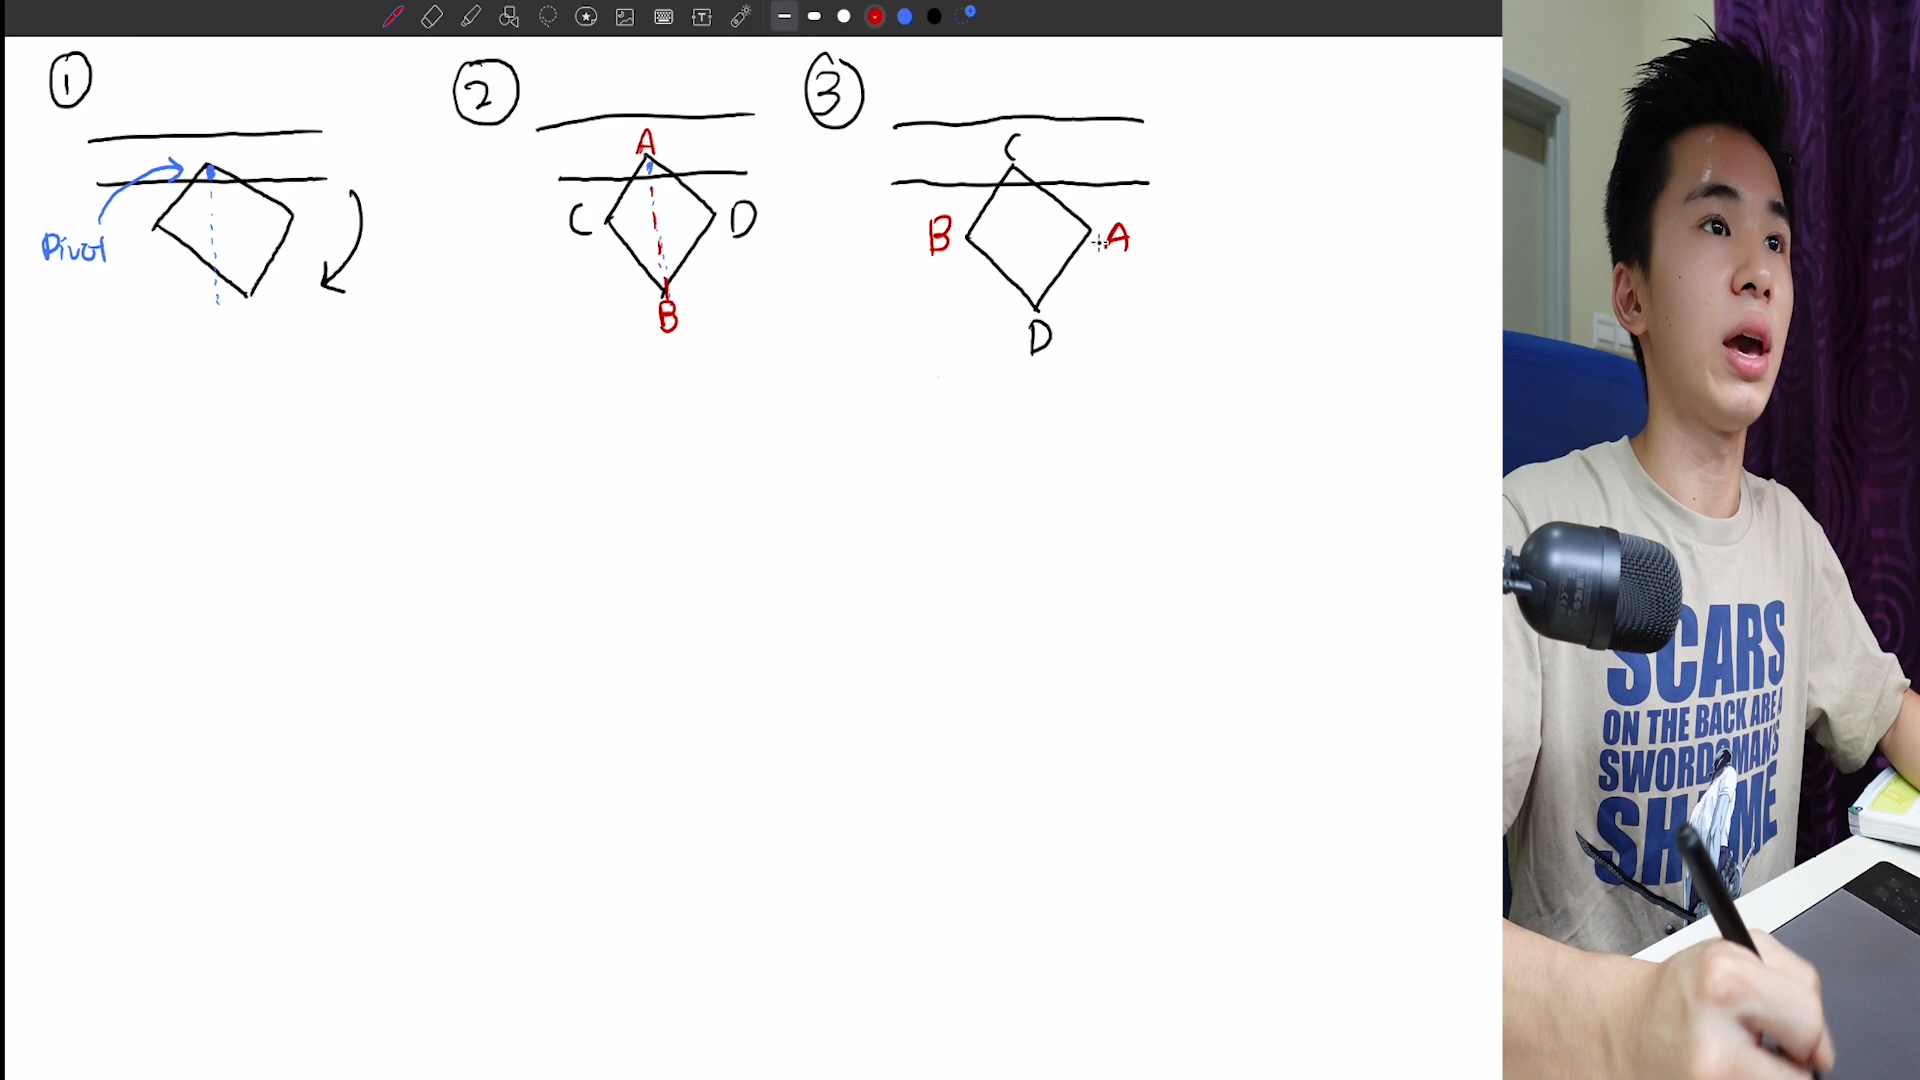 1
2
3
Pivot
A
C
D
B
C
B
A
D
SCARS
ON THE BACK ARE A
SWORDSMAN'S
SHAME